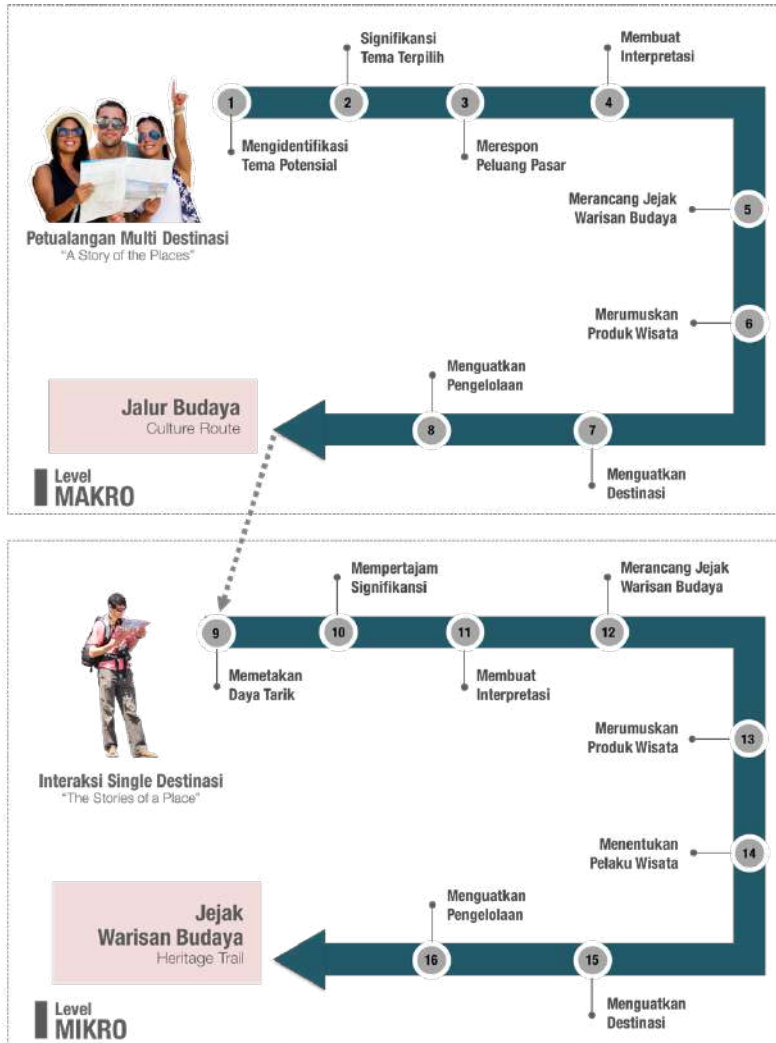 Signifikansi
Tema Terpilih
Membuat
Interpretasi
1
2
3
4
Mengidentifikasi
Tema Potensial
Merespon
Peluang Pasar
Petualangan Multi Destinasi
"A Story of the Places"
Merancang Jejak
Warisan Budaya
5
Merumuskan
Produk Wisata
6
Menguatkan
Pengelolaan
Jalur Budaya
Culture Route
8
7
Menguatkan
Destinasi
Level
MAKRO
Mempertajam
Signifikansi
Merancang Jejak
Warisan Budaya
9
10
11
12
Memetakan
Daya Tarik
Membuat
Interpretasi
Interaksi Single Destinasi
"The Stories of a Place"
Merumuskan
Produk Wisata
13
Menentukan
Pelaku Wisata
14
Menguatkan
Pengelolaan
Jejak
Warisan Budaya
Heritage Trail
16
15
Menguatkan
Destinasi
Level
MIKRO